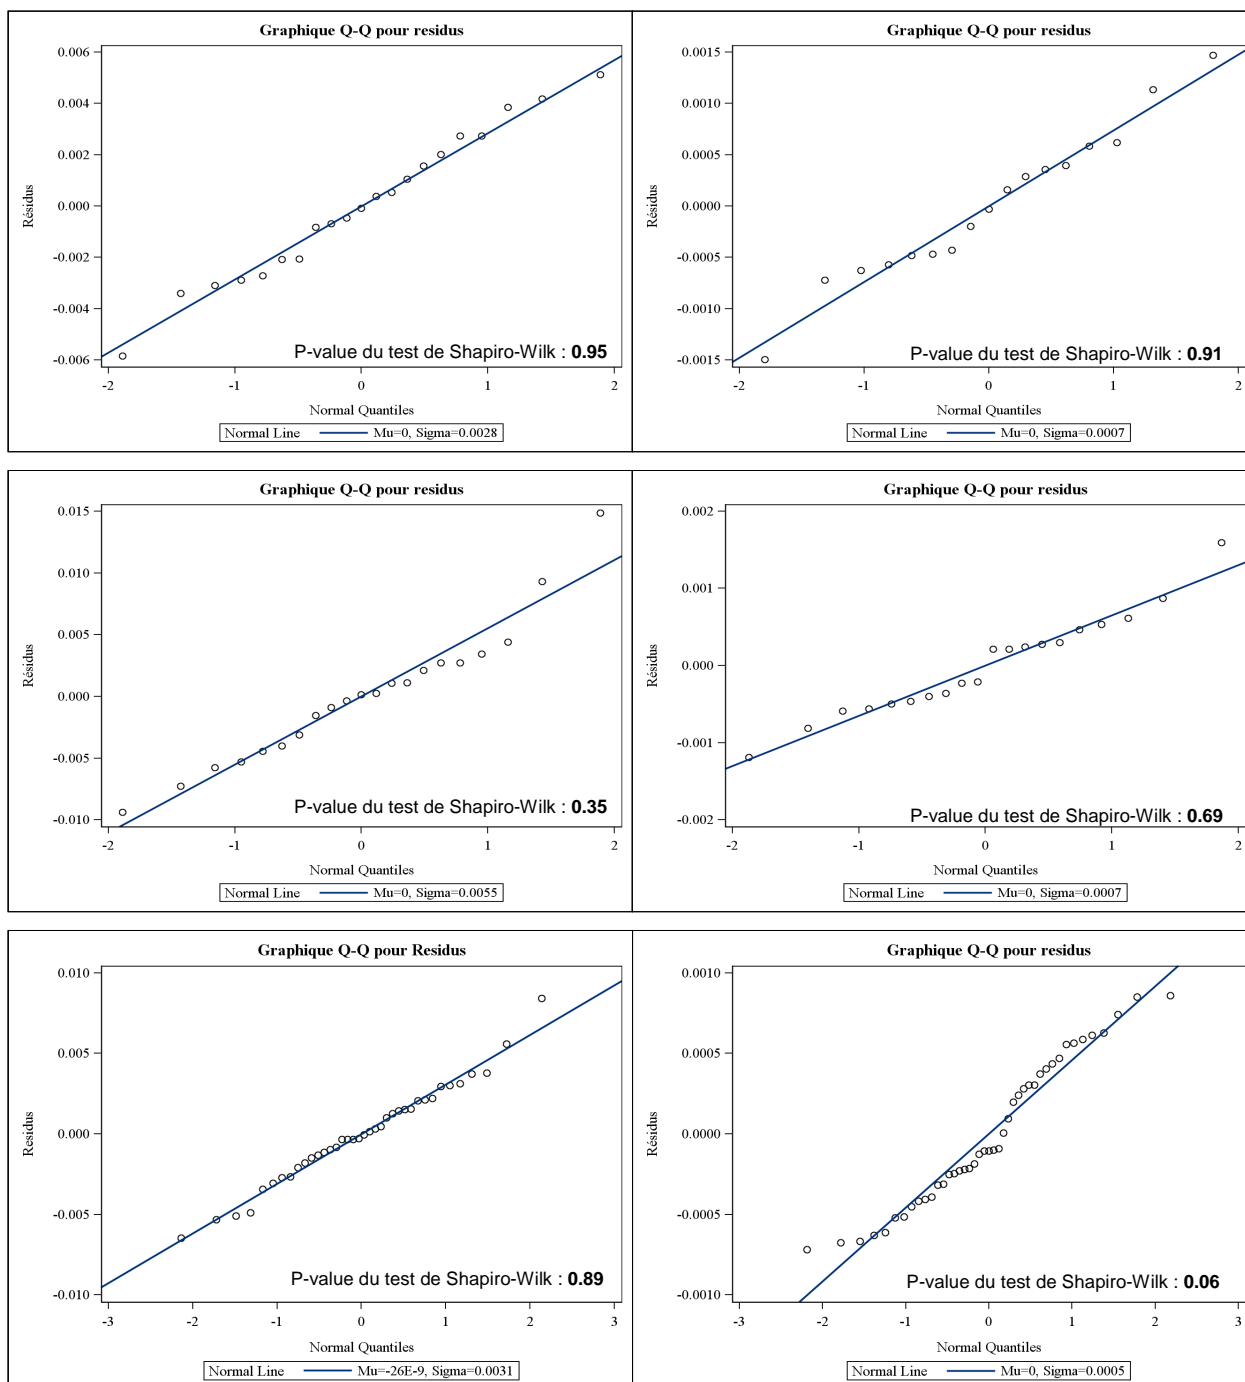 Graphique Q-Q pour residus
0.006
0.004
0.002
0.000
-0.002
-0.004
-0.006
Résidus
P-value du test de Shapiro-Wilk : 0.95
-2 -1 0 1 2
Normal Quantiles
Normal Line Mu=0, Sigma=0.0028
Graphique Q-Q pour residus
0.0015
0.0010
0.0005
0.0000
-0.0005
-0.0010
-0.0015
Résidus
P-value du test de Shapiro-Wilk : 0.91
-2 -1 0 1 2
Normal Quantiles
Normal Line Mu=0, Sigma=0.0007
Graphique Q-Q pour residus
0.015
0.010
0.005
0.000
-0.005
-0.010
Résidus
P-value du test de Shapiro-Wilk : 0.35
-2 -1 0 1 2
Normal Quantiles
Normal Line Mu=0, Sigma=0.0055
Graphique Q-Q pour residus
0.002
0.001
0.000
-0.001
-0.002
Résidus
P-value du test de Shapiro-Wilk : 0.69
-2 -1 0 1 2
Normal Quantiles
Normal Line Mu=0, Sigma=0.0007
Graphique Q-Q pour Residus
0.010
0.005
0.000
-0.005
-0.010
Résidus
P-value du test de Shapiro-Wilk : 0.89
-3 -2 -1 0 1 2 3
Normal Quantiles
Normal Line Mu=-26E-9, Sigma=0.0031
Graphique Q-Q pour residus
0.0010
0.0005
0.0000
-0.0005
-0.0010
Résidus
P-value du test de Shapiro-Wilk : 0.06
-3 -2 -1 0 1 2 3
Normal Quantiles
Normal Line Mu=0, Sigma=0.0005